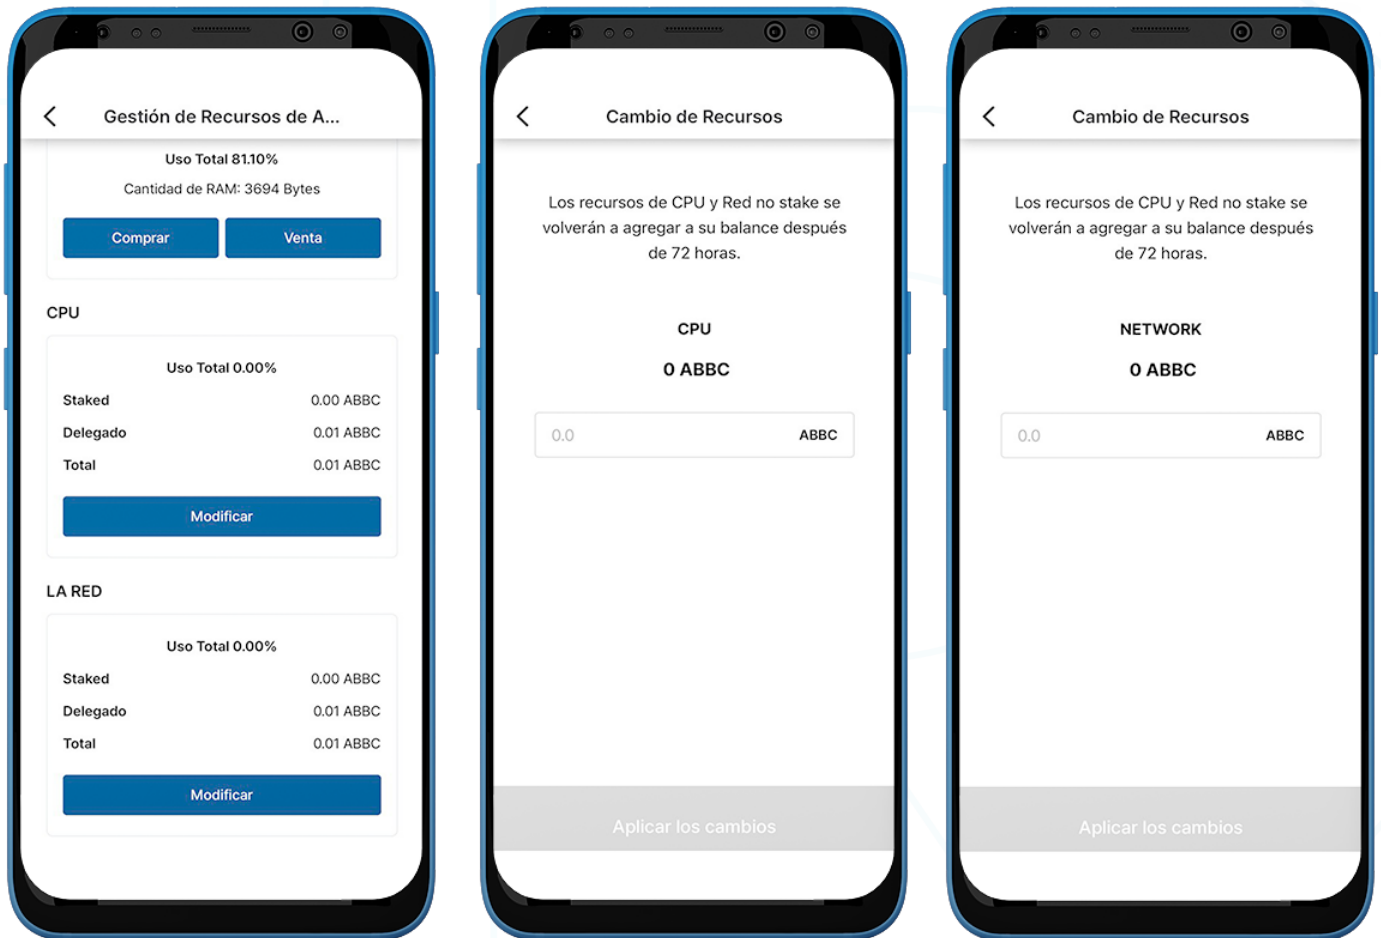 Gestión de Recursos de A...
Uso Total 81.10%
Cantidad de RAM: 3694 Bytes
Comprar
Venta
CPU
Uso Total 0.00%
Staked 0.00 ABBC
Delegado 0.01 ABBC
Total 0.01 ABBC
Modificar
LA RED
Uso Total 0.00%
Staked 0.00 ABBC
Delegado 0.01 ABBC
Total 0.01 ABBC
Modificar
Cambio de Recursos
Los recursos de CPU y Red no stake se
volverán a agregar a su balance después
de 72 horas.
CPU
0 ABBC
0.0 ABBC
Aplicar los cambios
Cambio de Recursos
Los recursos de CPU y Red no stake se
volverán a agregar a su balance después
de 72 horas.
NETWORK
0 ABBC
0.0 ABBC
Aplicar los cambios